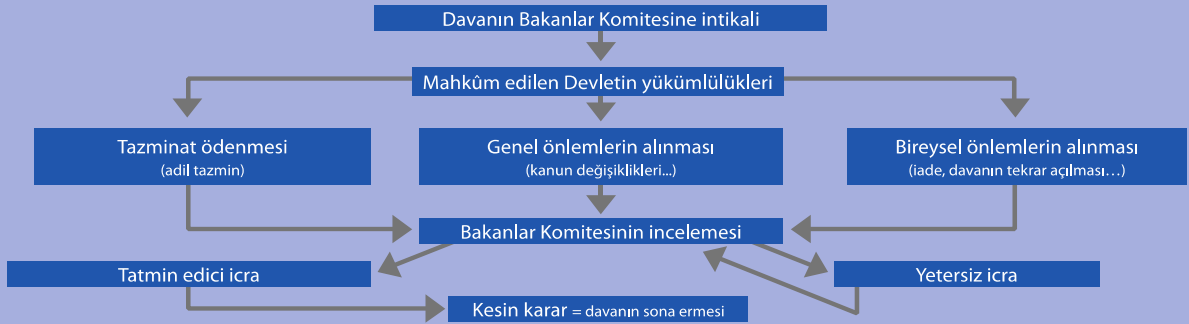 Davanın Bakanlar Komitesine intikali
Mahkûm edilen Devletin yükümlülükleri
Tazminat ödenmesi
(adil tazmin)
Genel önlemlerin alınması
(kanun değişiklikleri...)
Bireysel önlemlerin alınması
(iade, davanın tekrar açılması…)
Bakanlar Komitesinin incelemesi
Tatmin edici icra
Yetersiz icra
Kesin karar = davanın sona ermesi